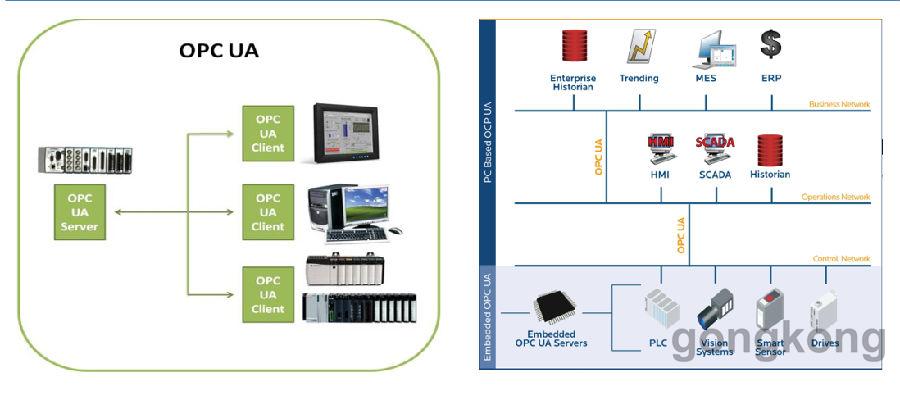 OPC UA
OPC
UA
Client
OPC
UA
Server
OPC
UA
Client
OPC
UA
Client
PC Based OCP UA
Embedded OPC UA
Enterprise
Historian
Trending
MES
ERP
Business Network
OPC UA
HMI
HMI
SCADA
SCADA
Historian
Operations Network
OPC UA
Control Network
Embedded
OPC UA Servers
PLC
Vision
Systems
Smart
Sensor
Drives
gongkong